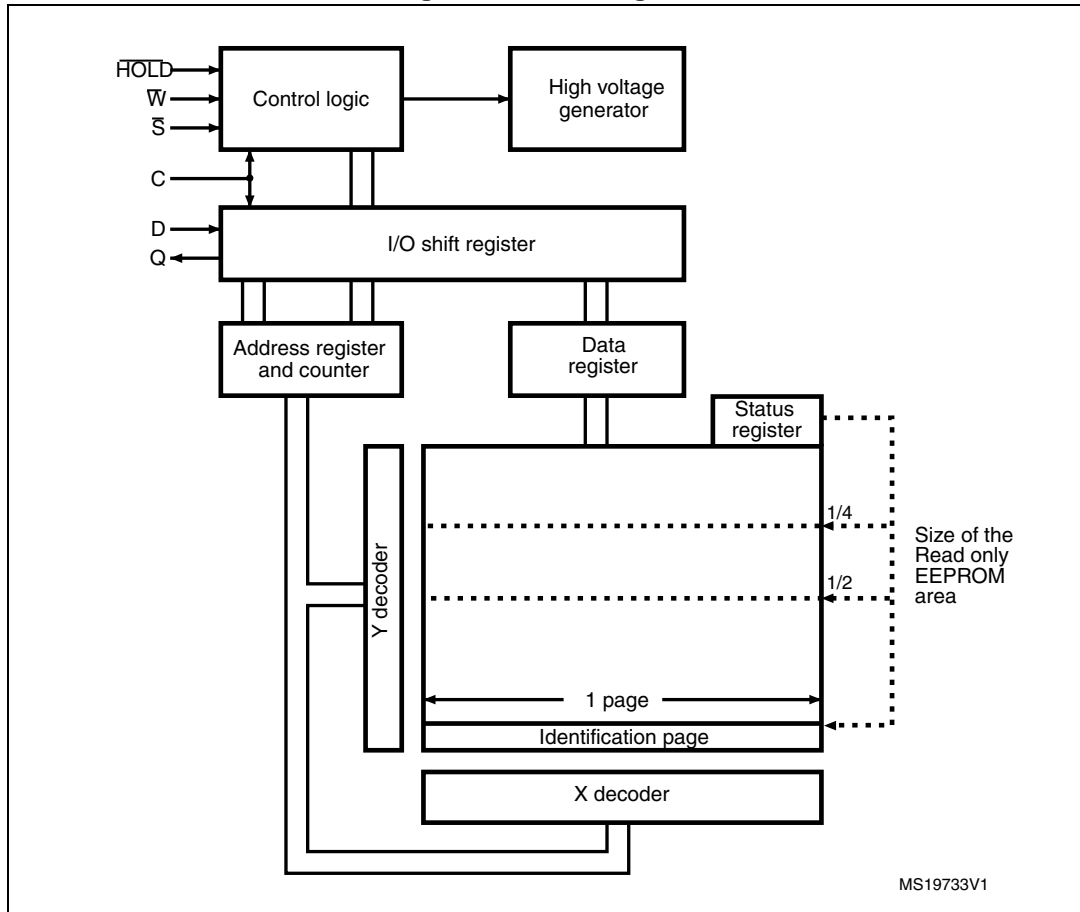 HOLD
W
S
C
D
Q
Control logic
High voltage
generator
I/O shift register
Address register
and counter
Data
register
Status
register
1/4
1/2
Size of the
Read only
EEPROM
area
Y decoder
1 page
Identification page
X decoder
MS19733V1